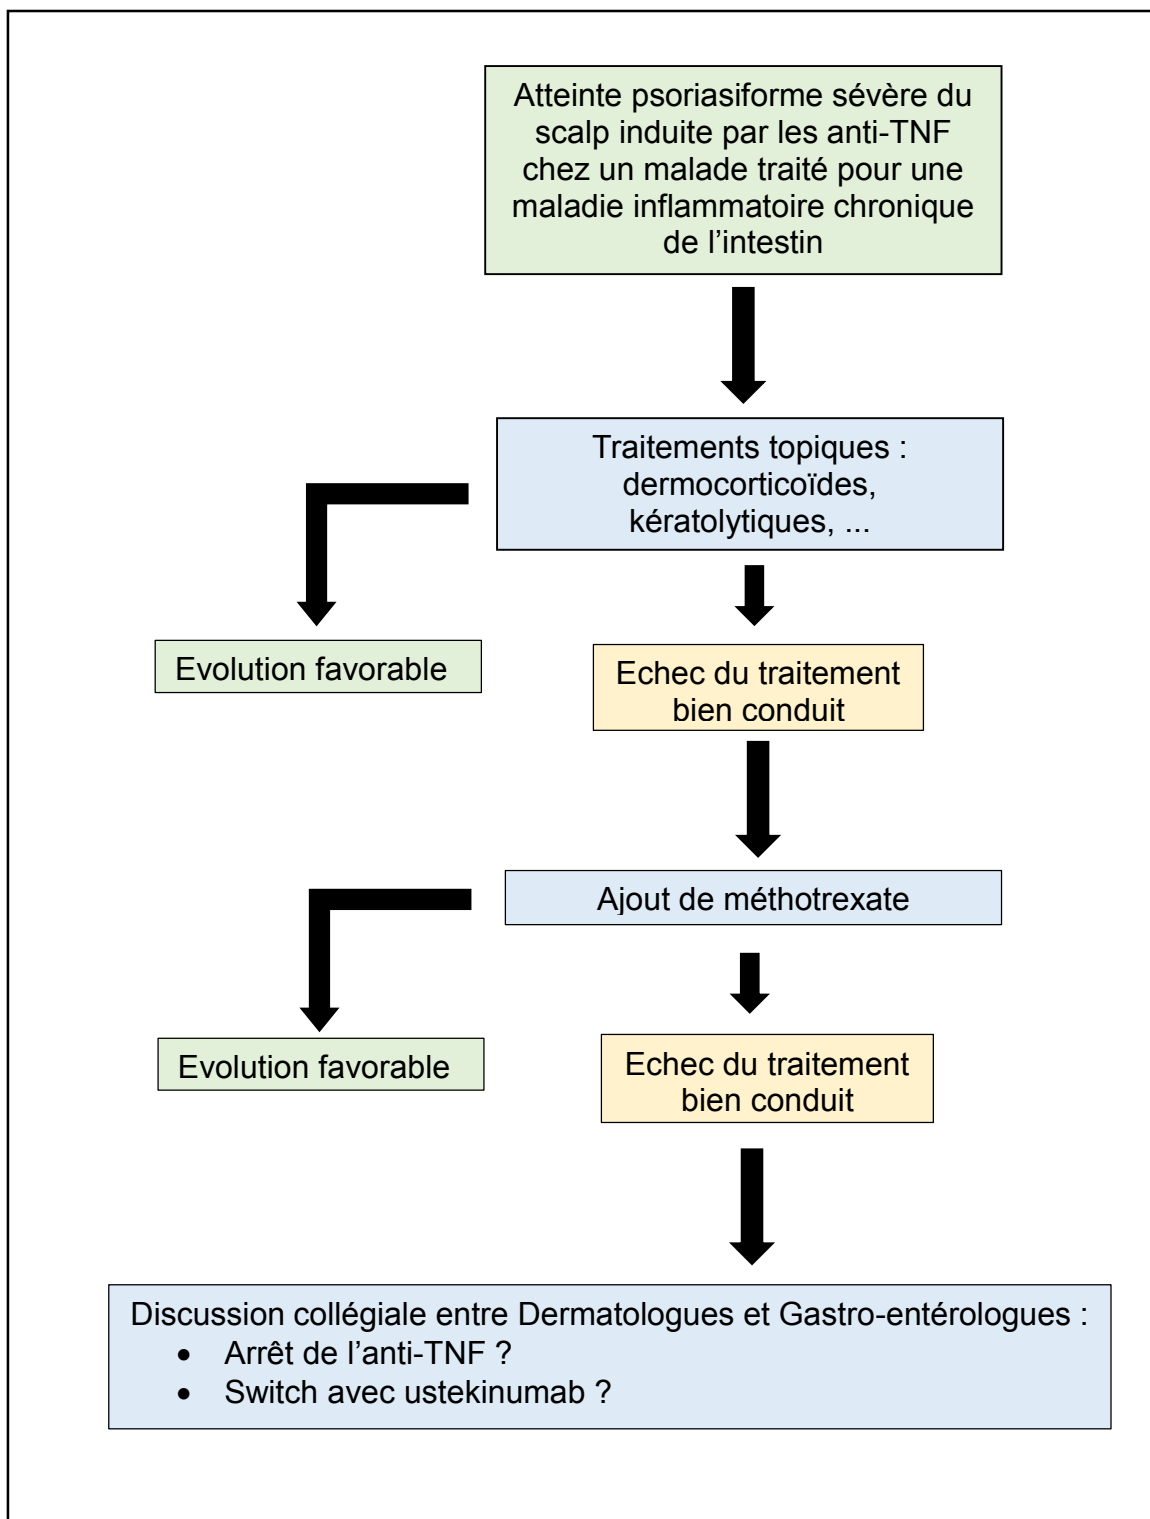 Atteinte psoriasiforme sévère du
scalp induite par les anti-TNF
chez un malade traité pour une
maladie inflammatoire chronique
de l’intestin
Traitements topiques :
dermocorticoïdes,
kératolytiques, ...
Evolution favorable
Echec du traitement
bien conduit
Ajout de méthotrexate
Evolution favorable
Echec du traitement
bien conduit
Discussion collégiale entre Dermatologues et Gastro-entérologues :
• Arrêt de l’anti-TNF ?
• Switch avec ustekinumab ?